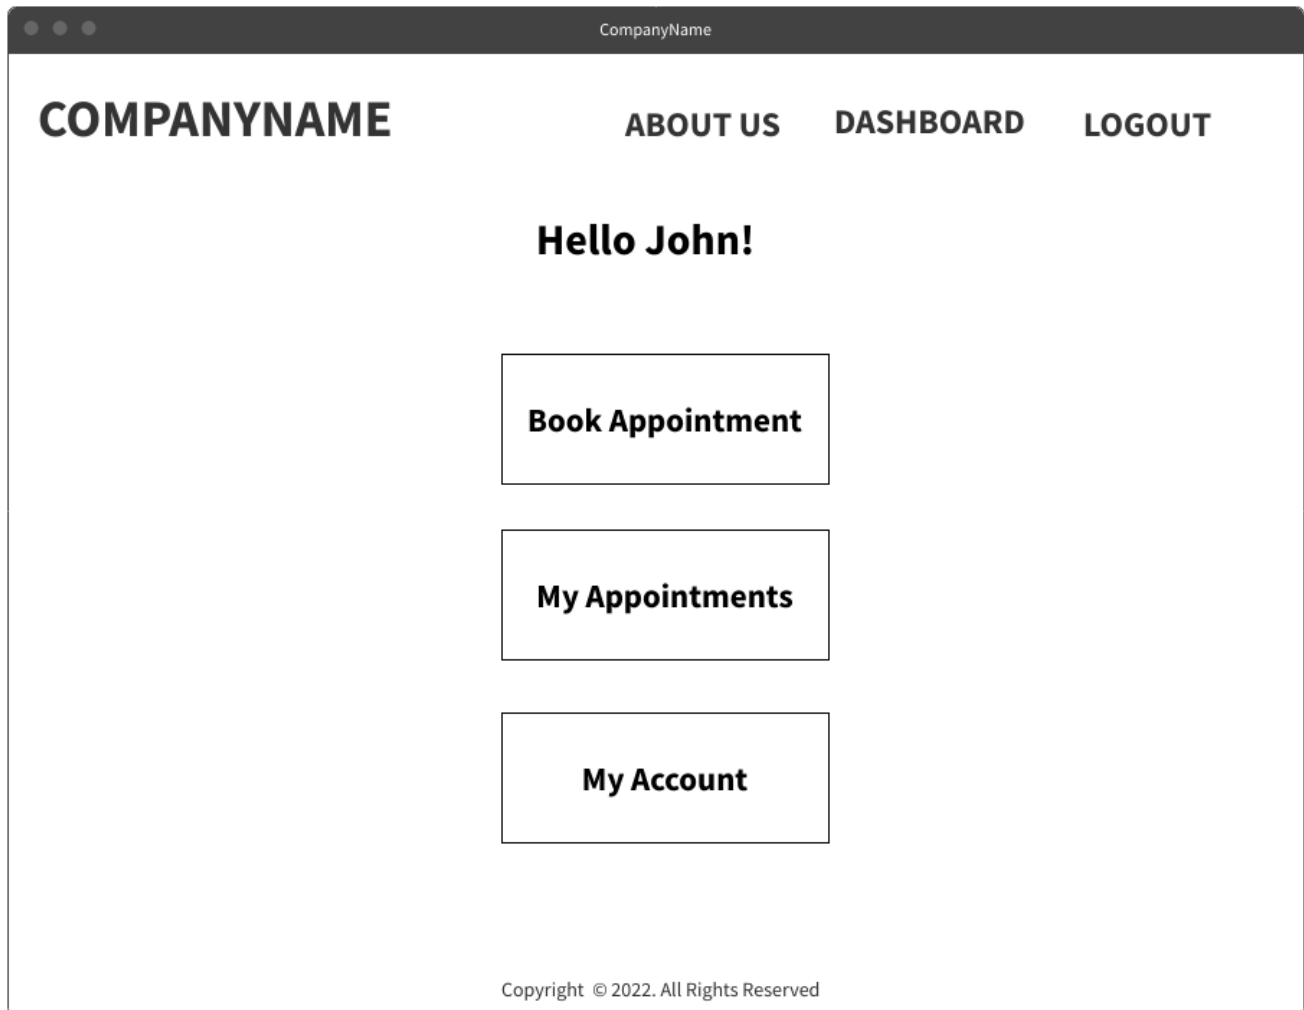 CompanyName
COMPANYNAME ABOUT US DASHBOARD LOGOUT
Hello John!
Book Appointment
My Appointments
My Account
Copyright © 2022. All Rights Reserved